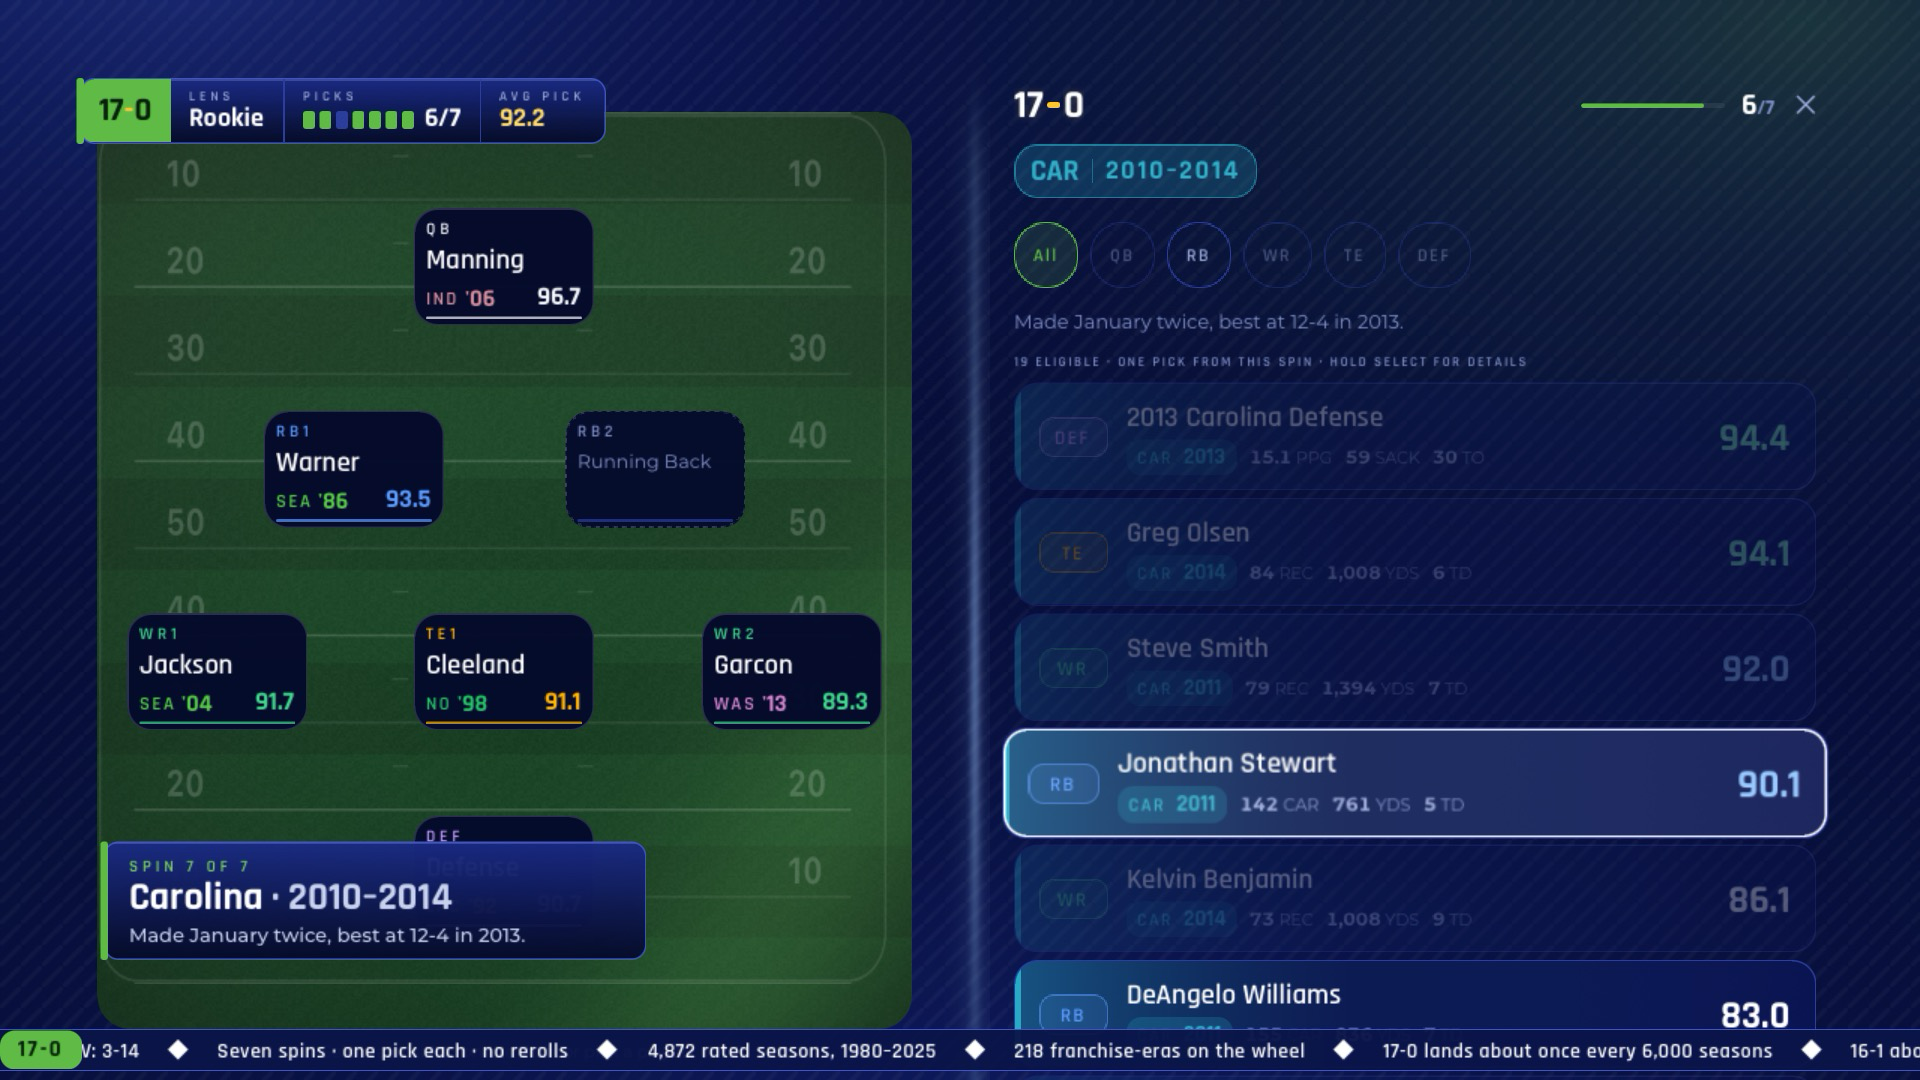 17-0
LENS
Rookie
PICKS
6/7
AVG PICK
92.2
10 10
20 20
30 30
40 40
50 50
40 40
20 20
10
QB
Manning
IND '06 96.7
RB1
Warner
SEA '86 93.5
RB2
Running Back
WR1
Jackson
SEA '04 91.7
TE1
Cleeland
NO '98 91.1
WR2
Garcon
WAS '13 89.3
DEF
Defense
'92 90.7
SPIN 7 OF 7
Carolina · 2010–2014
Made January twice, best at 12-4 in 2013.
17-0
6/7
CAR 2010–2014
All QB RB WR TE DEF
Made January twice, best at 12-4 in 2013.
19 ELIGIBLE · ONE PICK FROM THIS SPIN · HOLD SELECT FOR DETAILS
DEF
2013 Carolina Defense
CAR 2013 15.1 PPG 59 SACK 30 TO
94.4
TE
Greg Olsen
CAR 2014 84 REC 1,008 YDS 6 TD
94.1
WR
Steve Smith
CAR 2011 79 REC 1,394 YDS 7 TD
92.0
RB
Jonathan Stewart
CAR 2011 142 CAR 761 YDS 5 TD
90.1
WR
Kelvin Benjamin
CAR 2014 73 REC 1,008 YDS 9 TD
86.1
RB
DeAngelo Williams
83.0
17-0 V: 3-14 ◆ Seven spins · one pick each · no rerolls ◆ 4,872 rated seasons, 1980–2025 ◆ 218 franchise-eras on the wheel ◆ 17-0 lands about once every 6,000 seasons ◆ 16-1 abo